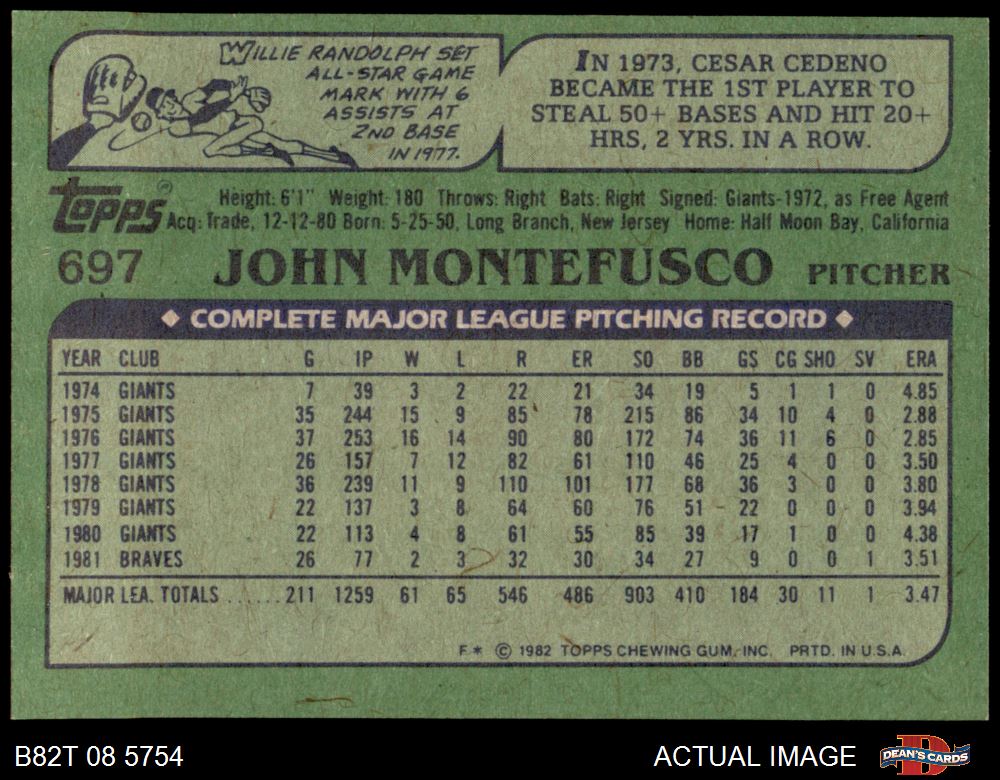 WILLIE RANDOLPH SET
ALL-STAR GAME
MARK WITH 6
ASSISTS AT
2ND BASE
IN 1977.
IN 1973, CESAR CEDENO
BECAME THE 1ST PLAYER TO
STEAL 50+ BASES AND HIT 20+
HRS, 2 YRS. IN A ROW.
topps ®
Height: 6'1" Weight: 180 Throws: Right Bats: Right Signed: Giants-1972, as Free Agent
Acq: Trade, 12-12-80 Born: 5-25-50, Long Branch, New Jersey Home: Half Moon Bay, California
697 JOHN MONTEFUSCO PITCHER
◆ COMPLETE MAJOR LEAGUE PITCHING RECORD ◆
YEAR CLUB G IP W L R ER SO BB GS CG SHO SV ERA
1974 GIANTS 7 39 3 2 22 21 34 19 5 1 1 0 4.85
1975 GIANTS 35 244 15 9 85 78 215 86 34 10 4 0 2.88
1976 GIANTS 37 253 16 14 90 80 172 74 36 11 6 0 2.85
1977 GIANTS 26 157 7 12 82 61 110 46 25 4 0 0 3.50
1978 GIANTS 36 239 11 9 110 101 177 68 36 3 0 0 3.80
1979 GIANTS 22 137 3 8 64 60 76 51 22 0 0 0 3.94
1980 GIANTS 22 113 4 8 61 55 85 39 17 1 0 0 4.38
1981 BRAVES 26 77 2 3 32 30 34 27 9 0 0 1 3.51
MAJOR LEA. TOTALS ......211 1259 61 65 546 486 903 410 184 30 11 1 3.47
F* © 1982 TOPPS CHEWING GUM, INC. PRTD. IN U.S.A.
B82T 08 5754 ACTUAL IMAGE D DEAN'S CARDS